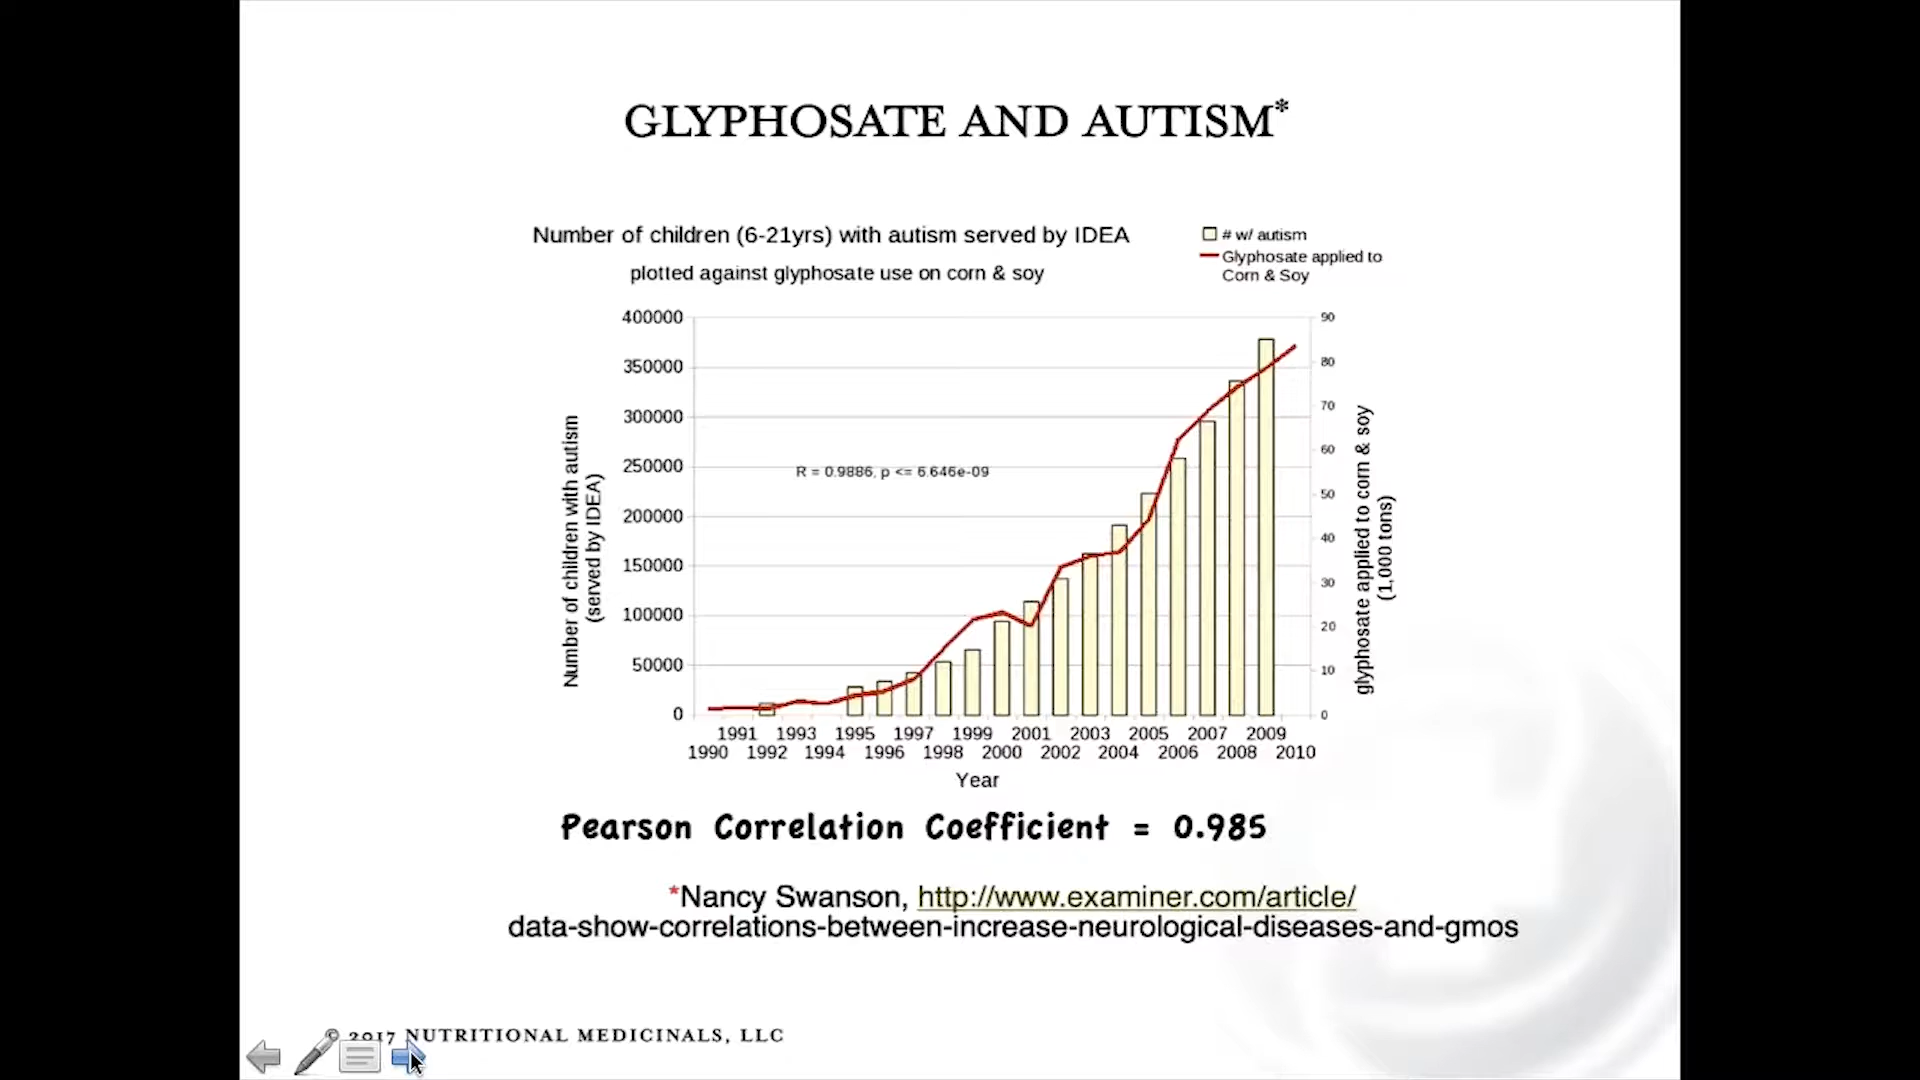 GLYPHOSATE AND AUTISM*
Number of children (6-21yrs) with autism served by IDEA
plotted against glyphosate use on corn & soy
# w/ autism
Glyphosate applied to
Corn & Soy
400000
350000
300000
250000
200000
150000
100000
50000
0
Number of children with autism
(served by IDEA)
R = 0.9886, p <= 6.646e-09
90
80
70
60
50
40
30
20
10
0
glyphosate applied to corn & soy
(1,000 tons)
1991 1993 1995 1997 1999 2001 2003 2005 2007 2009
1990 1992 1994 1996 1998 2000 2002 2004 2006 2008 2010
Year
Pearson Correlation Coefficient = 0.985
*Nancy Swanson, http://www.examiner.com/article/
data-show-correlations-between-increase-neurological-diseases-and-gmos
© 2017 NUTRITIONAL MEDICINALS, LLC